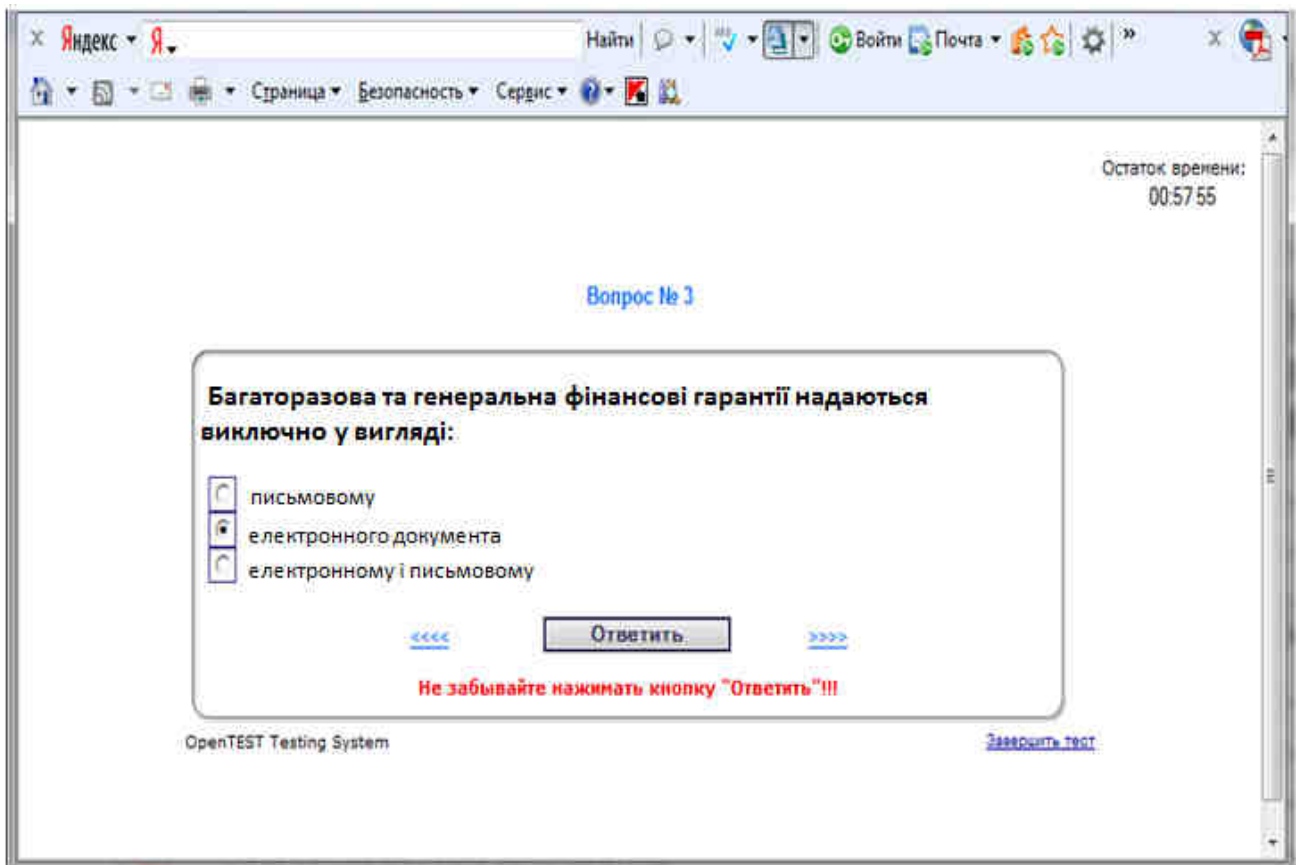 Яндекс Я Найти Войти Почта »
Страница Безопасность Сервис
Остаток времени:
00:57 55
Вопрос № 3
Багаторазова та генеральна фінансові гарантії надаються
виключно у вигляді:
письмовому
електронного документа
електронному і письмовому
<<<< Ответить >>>>
Не забывайте нажимать кнопку "Ответить"!!!
OpenTEST Testing System Завершить тест